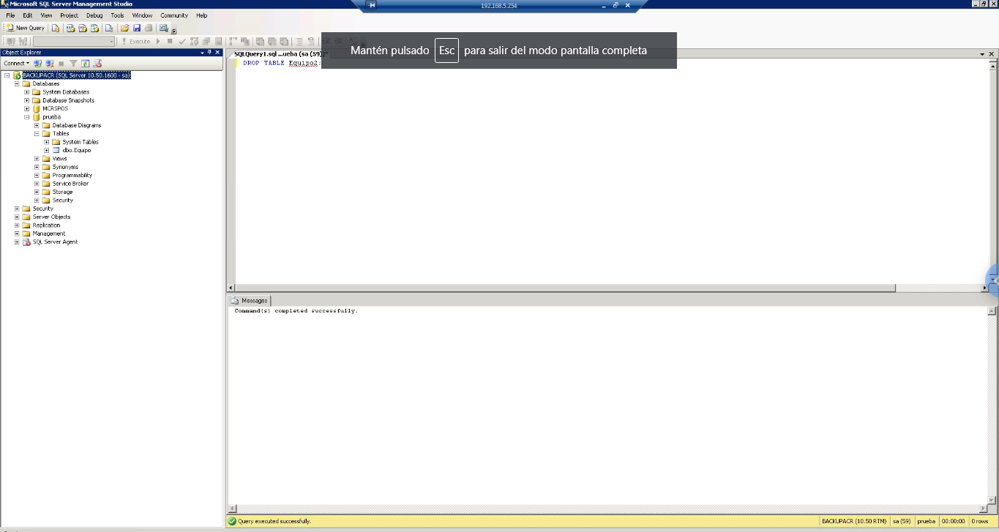 Microsoft SQL Server Management Studio
192.168.5.254
File Edit View Project Debug Tools Window Community Help
New Query
Execute
Mantén pulsado Esc para salir del modo pantalla completa
Object Explorer
SQLQuery1.sql ...ueba (sa (59))*
Connect
DROP TABLE Equipo2;
BACKUPACR (SQL Server 10.50.1600 - sa)
Databases
System Databases
Database Snapshots
MCRSPOS
prueba
Database Diagrams
Tables
System Tables
dbo.Equipo
Views
Synonyms
Programmability
Service Broker
Storage
Security
Security
Server Objects
Replication
Management
SQL Server Agent
Messages
Command(s) completed successfully.
Query executed successfully.
BACKUPACR (10.50 RTM) sa (59) prueba 00:00:00 0 rows